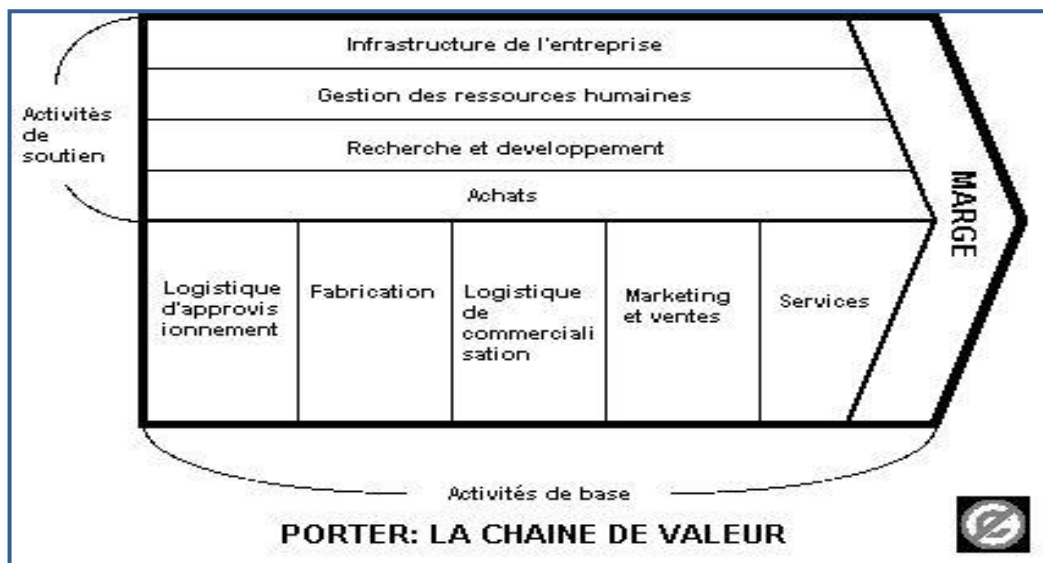 Infrastructure de l'entreprise
Gestion des ressources humaines
Recherche et developpement
Achats
Activités
de
soutien
MARGE
Logistique
d'approvis
ionnement
Fabrication
Logistique
de
commerciali
sation
Marketing
et ventes
Services
Activités de base
PORTER: LA CHAINE DE VALEUR